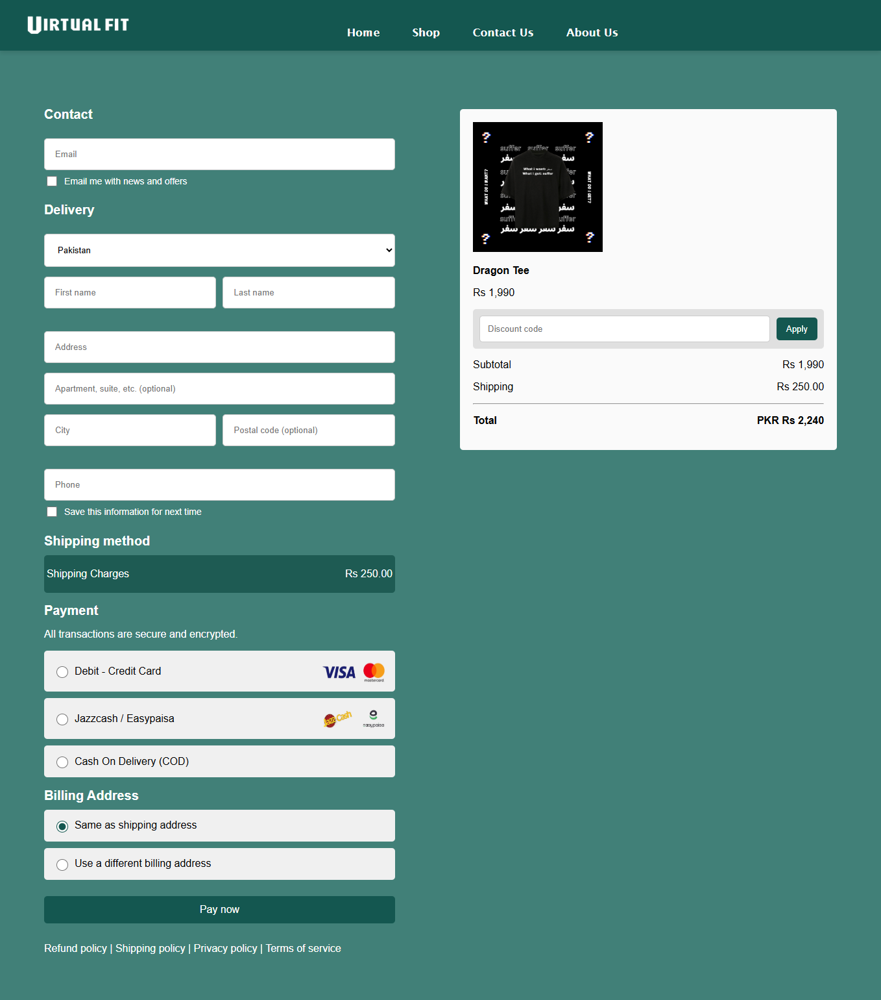 VIRTUAL FIT
Home Shop Contact Us About Us
Contact
Email
Email me with news and offers
Delivery
Pakistan
First name Last name
Address
Apartment, suite, etc. (optional)
City Postal code (optional)
Phone
Save this information for next time
Shipping method
Shipping Charges Rs 250.00
Payment
All transactions are secure and encrypted.
Debit - Credit Card VISA mastercard
Jazzcash / Easypaisa JazzCash easypaisa
Cash On Delivery (COD)
Billing Address
Same as shipping address
Use a different billing address
Pay now
Refund policy | Shipping policy | Privacy policy | Terms of service
? ?
suffer suffer suffer
سفر سفر
What i want: سفر
What i get: suffer
WHAT DO I WANT?
WHAT DO I GET?
سفر سفر
suffer suffer
سفر سفر سفر سفر
? ?
Dragon Tee
Rs 1,990
Discount code Apply
Subtotal Rs 1,990
Shipping Rs 250.00
Total PKR Rs 2,240